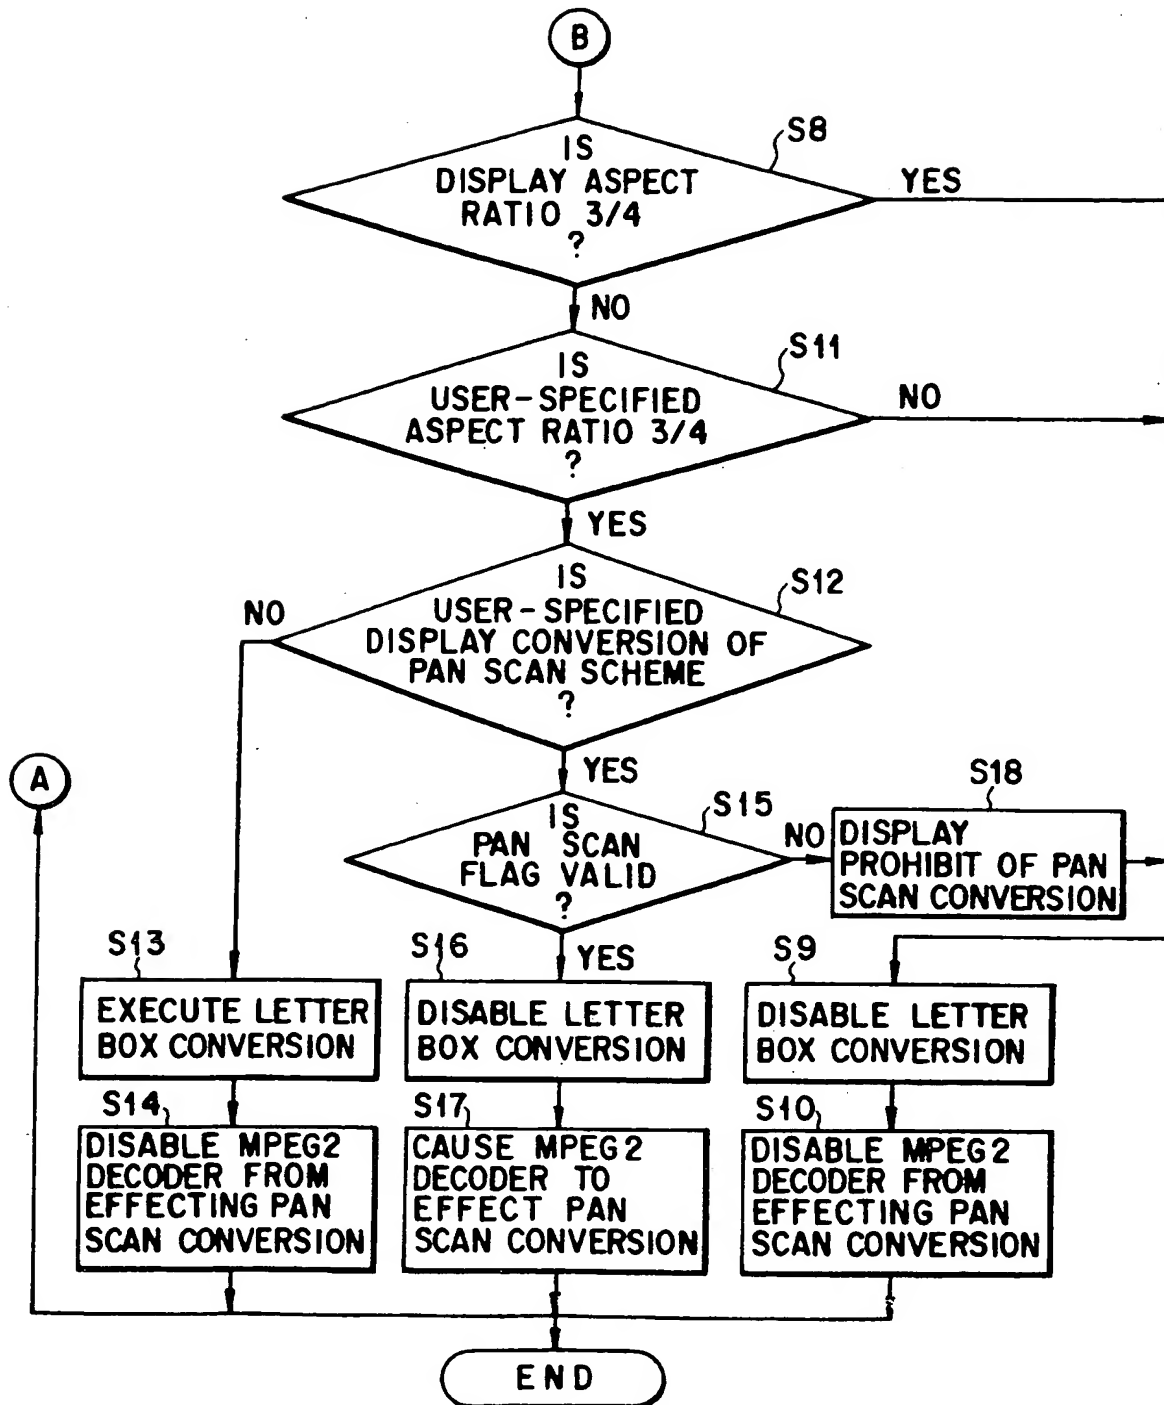 B
S8
IS
DISPLAY ASPECT
RATIO 3/4
?
YES
NO
S11
IS
USER-SPECIFIED
ASPECT RATIO 3/4
?
NO
YES
S12
IS
USER-SPECIFIED
DISPLAY CONVERSION OF
PAN SCAN SCHEME
?
NO
YES
A
S15
IS
PAN SCAN
FLAG VALID
?
NO
YES
S18
DISPLAY
PROHIBIT OF PAN
SCAN CONVERSION
S13
EXECUTE LETTER
BOX CONVERSION
S16
DISABLE LETTER
BOX CONVERSION
S9
DISABLE LETTER
BOX CONVERSION
S14
DISABLE MPEG2
DECODER FROM
EFFECTING PAN
SCAN CONVERSION
S17
CAUSE MPEG2
DECODER TO
EFFECT PAN
SCAN CONVERSION
S10
DISABLE MPEG2
DECODER FROM
EFFECTING PAN
SCAN CONVERSION
END